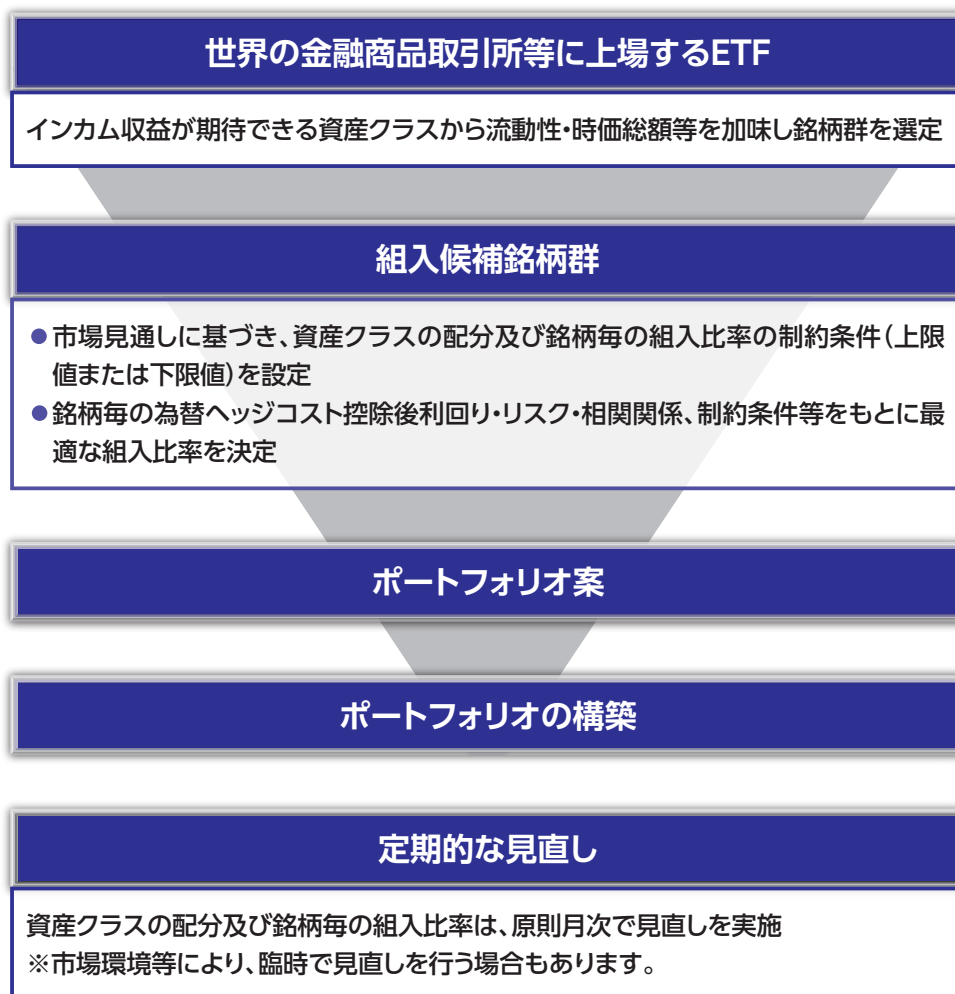 世界の金融商品取引所等に上場するETF
インカム収益が期待できる資産クラスから流動性・時価総額等を加味し銘柄群を選定
組入候補銘柄群
●市場見通しに基づき、資産クラスの配分及び銘柄毎の組入比率の制約条件（上限
値または下限値）を設定
●銘柄毎の為替ヘッジコスト控除後利回り・リスク・相関関係、制約条件等をもとに最
適な組入比率を決定
ポートフォリオ案
ポートフォリオの構築
定期的な見直し
資産クラスの配分及び銘柄毎の組入比率は、原則月次で見直しを実施
※市場環境等により、臨時で見直しを行う場合もあります。